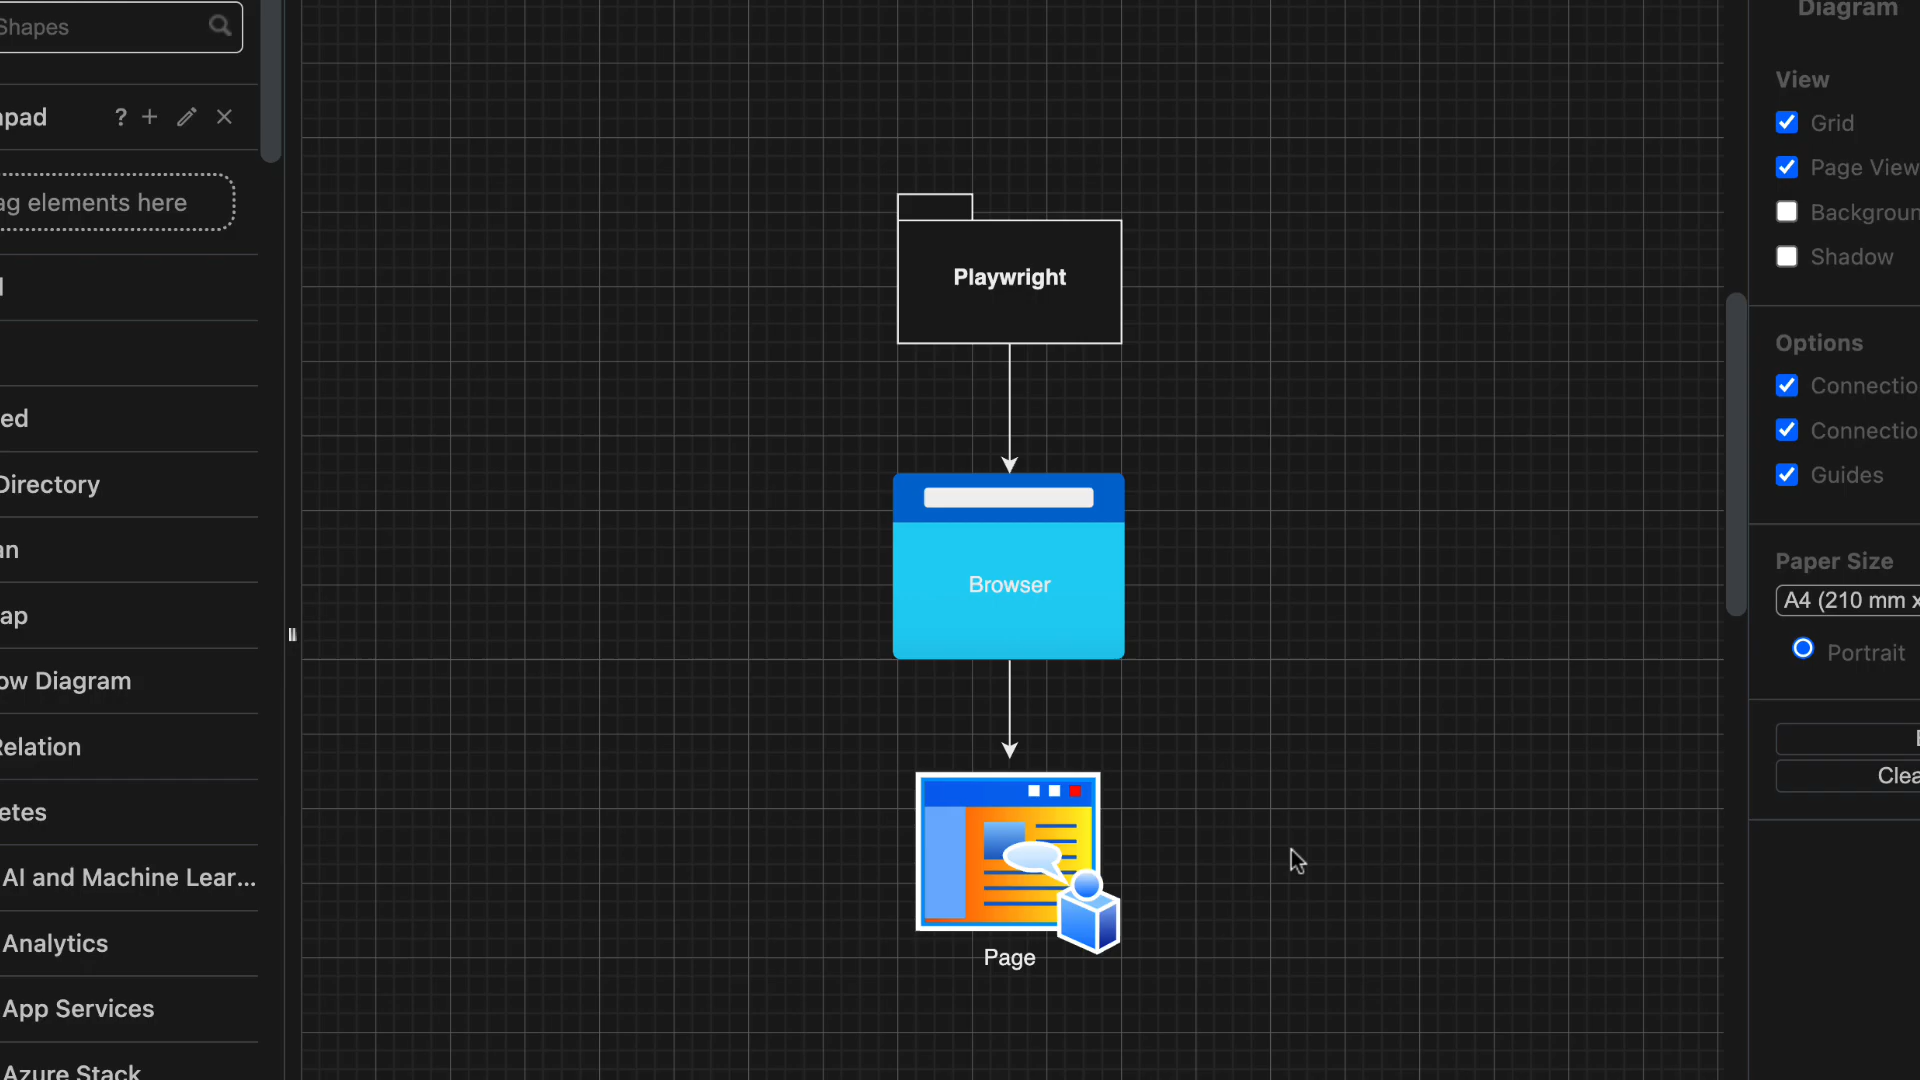 Shapes
Diagram
View
npad
?
Grid
Page View
ag elements here
Backgroun
Shadow
Playwright
Options
Connectio
ed
Connectio
Guides
Directory
an
Paper Size
Browser
A4 (210 mm x
ap
Portrait
ow Diagram
Relation
Clea
etes
AI and Machine Lear...
Analytics
Page
App Services
Azure Stack